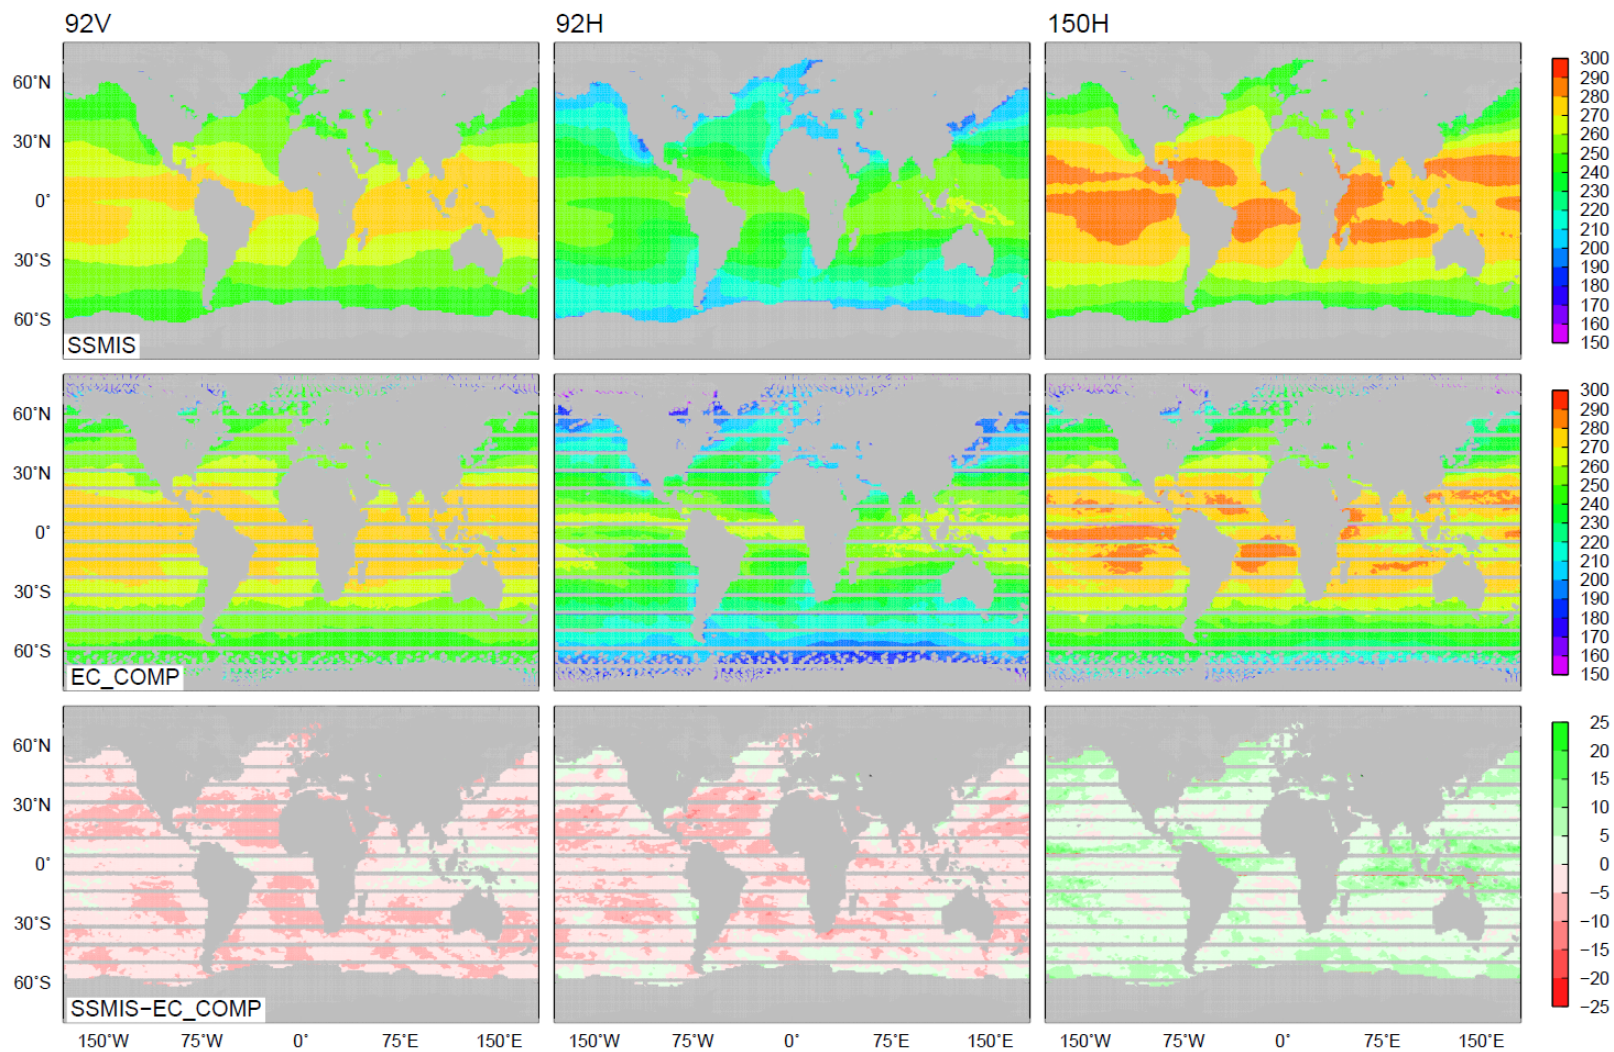 92V 92H 150H
60°N
30°N
0°
30°S
60°S
SSMIS
300
290
280
270
260
250
240
230
220
210
200
190
180
170
160
150
60°N
30°N
0°
30°S
60°S
EC_COMP
300
290
280
270
260
250
240
230
220
210
200
190
180
170
160
150
60°N
30°N
0°
30°S
60°S
SSMIS−EC_COMP
25
20
15
10
5
0
−5
−10
−15
−20
−25
150°W 75°W 0° 75°E 150°E 150°W 75°W 0° 75°E 150°E 150°W 75°W 0° 75°E 150°E